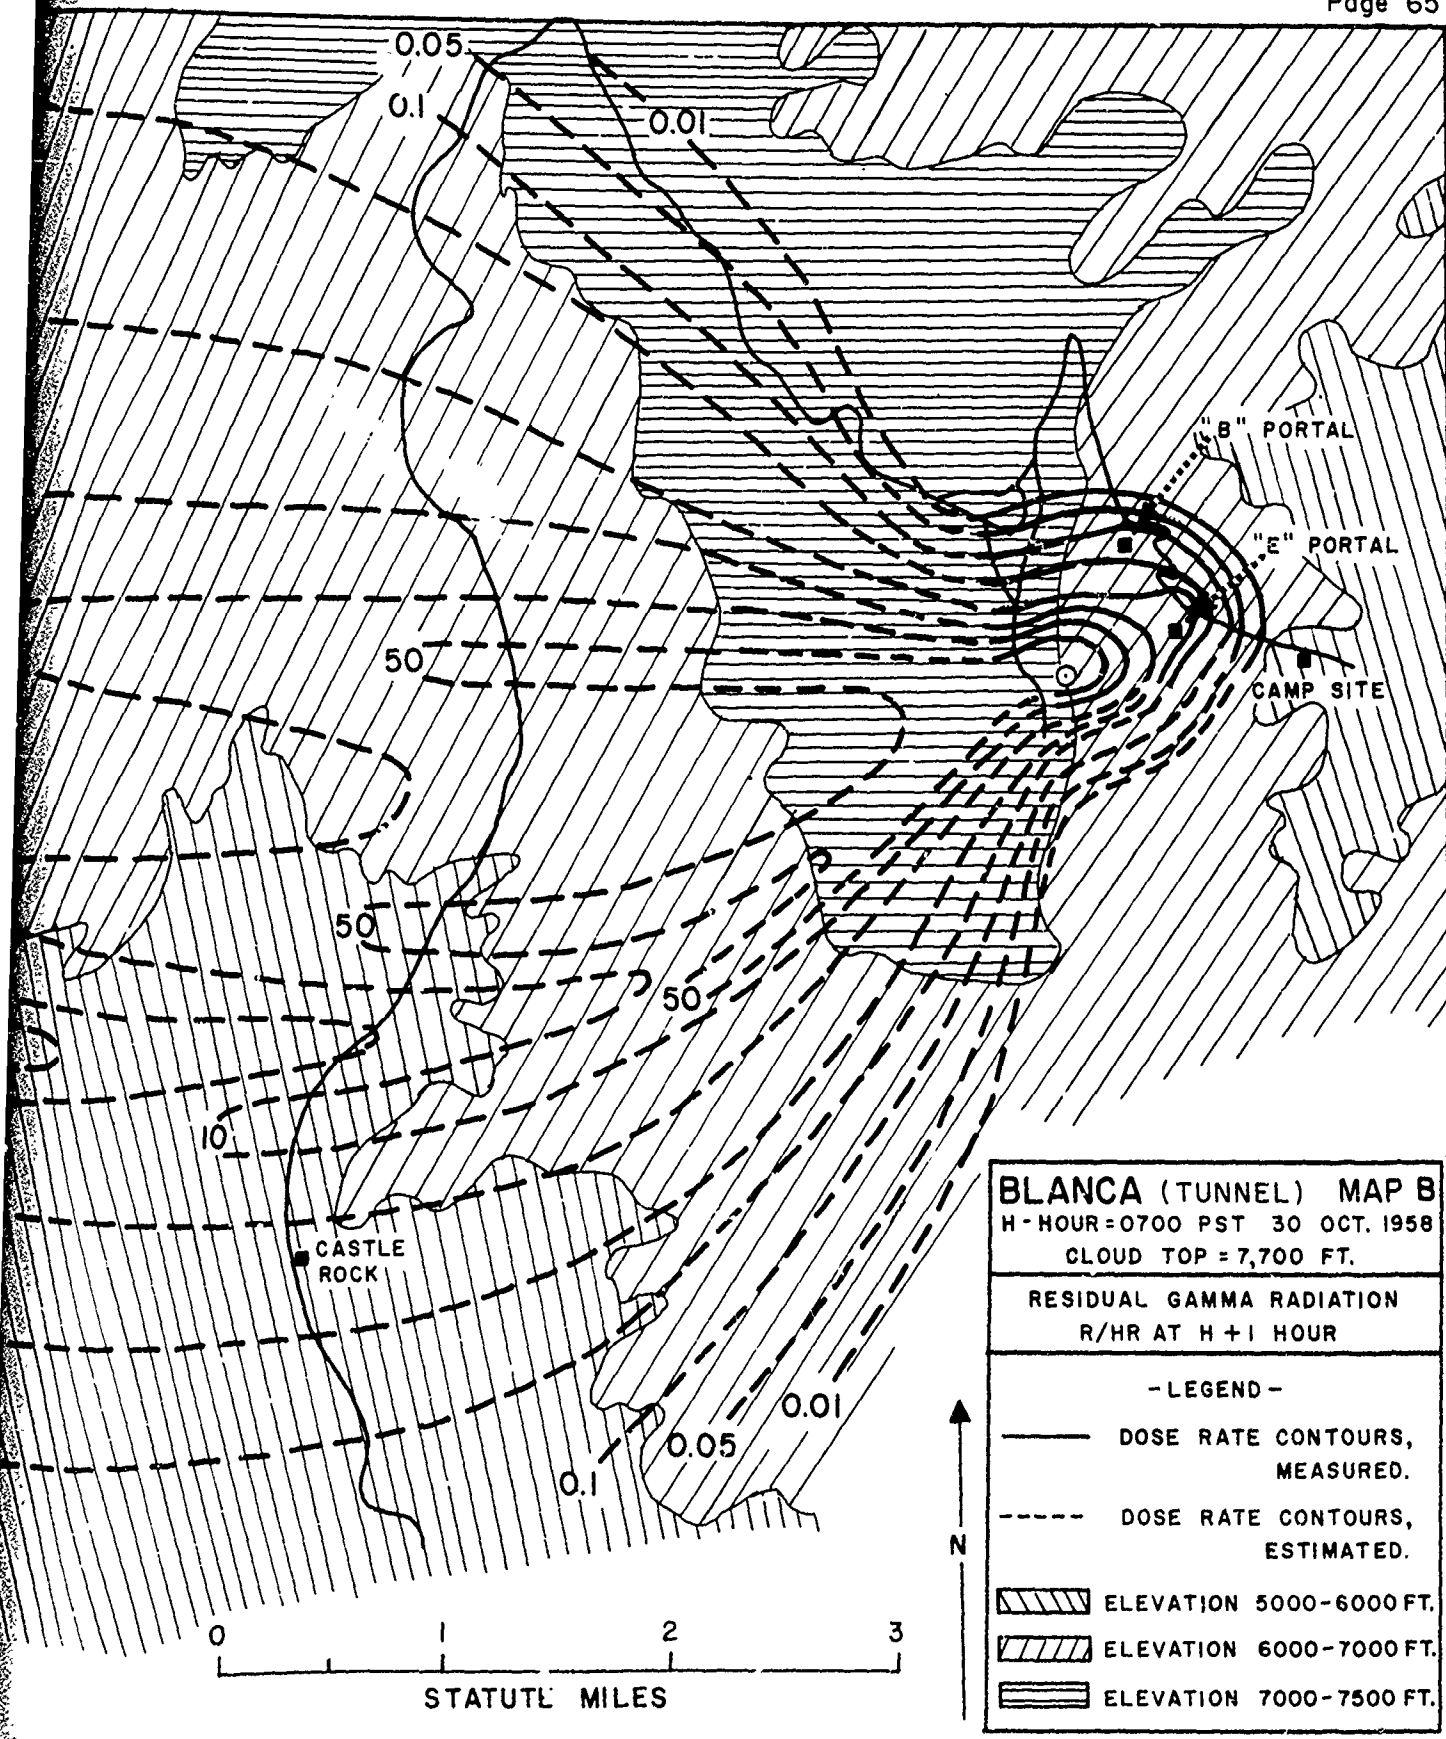 Page 65
0.05
0.1
0.01
"B" PORTAL
"E" PORTAL
50
CAMP SITE
50
50
10
CASTLE
ROCK
0.01
0.05
0.1
BLANCA (TUNNEL) MAP B
H-HOUR=0700 PST 30 OCT. 1958
CLOUD TOP = 7,700 FT.
RESIDUAL GAMMA RADIATION
R/HR AT H+1 HOUR
-LEGEND-
DOSE RATE CONTOURS,
MEASURED.
DOSE RATE CONTOURS,
ESTIMATED.
ELEVATION 5000-6000 FT.
ELEVATION 6000-7000 FT.
ELEVATION 7000-7500 FT.
N
0 1 2 3
STATUTE MILES